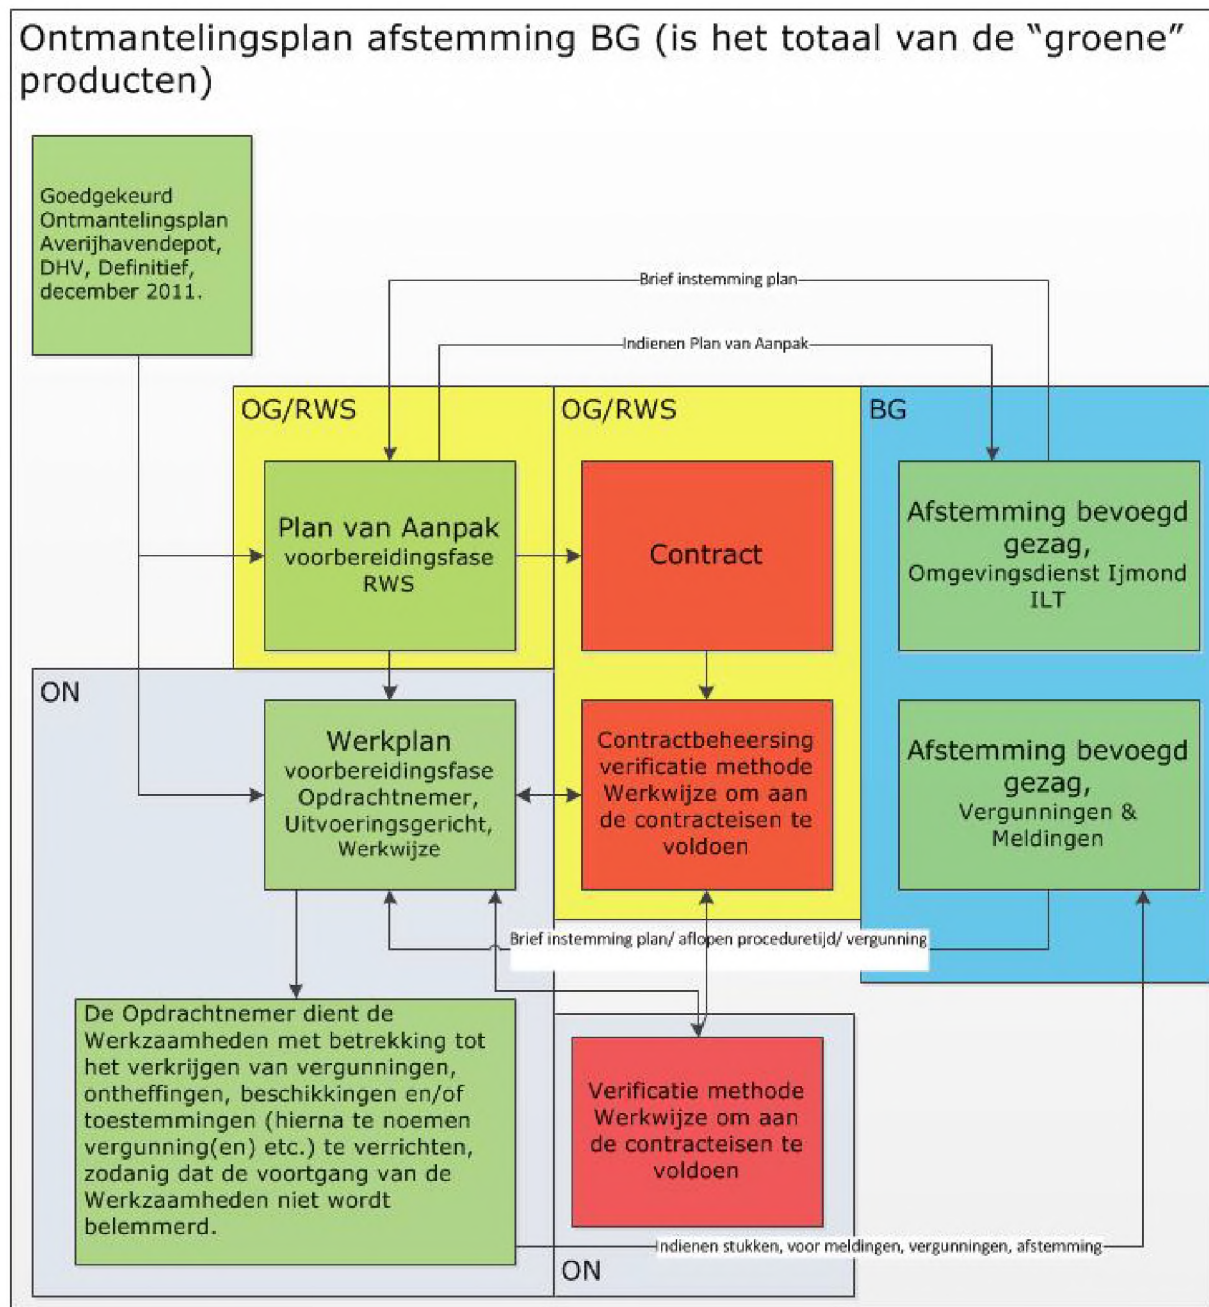 Ontmantelingsplan afstemming BG (is het totaal van de “groene”
producten)
Goedgekeurd
Ontmantelingsplan
Averijhavendepot,
DHV, Definitief,
december 2011.
Brief instemming plan
Indienen Plan van Aanpak
OG/RWS
OG/RWS
BG
Plan van Aanpak
voorbereidingsfase
RWS
Contract
Afstemming bevoegd
gezag,
Omgevingsdienst Ijmond
ILT
ON
Werkplan
voorbereidingsfase
Opdrachtnemer,
Uitvoeringsgericht,
Werkwijze
Contractbeheersing
verificatie methode
Werkwijze om aan
de contracteisen te
voldoen
Afstemming bevoegd
gezag,
Vergunningen &
Meldingen
Brief instemming plan/ aflopen proceduretijd/ vergunning
De Opdrachtnemer dient de
Werkzaamheden met betrekking tot
het verkrijgen van vergunningen,
ontheffingen, beschikkingen en/of
toestemmingen (hierna te noemen
vergunning(en) etc.) te verrichten,
zodanig dat de voortgang van de
Werkzaamheden niet wordt
belemmerd.
Verificatie methode
Werkwijze om aan
de contracteisen te
voldoen
Indienen stukken, voor meldingen, vergunningen, afstemming
ON